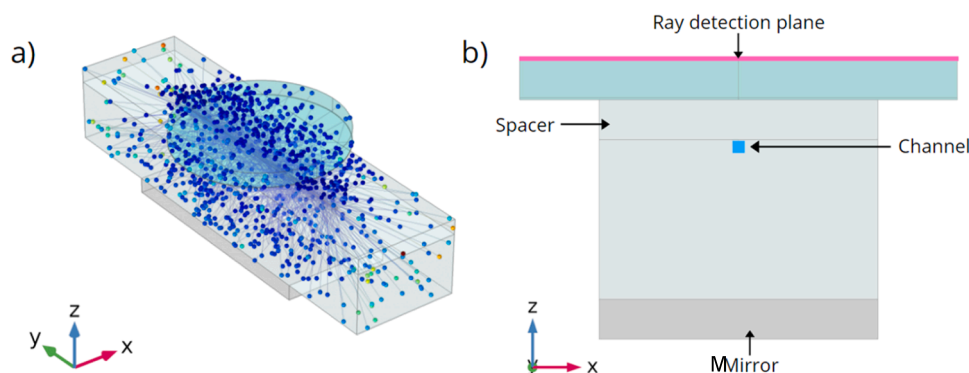 a)
z
y
x
b)
Ray detection plane
Spacer
Channel
z
y
x
MMirror